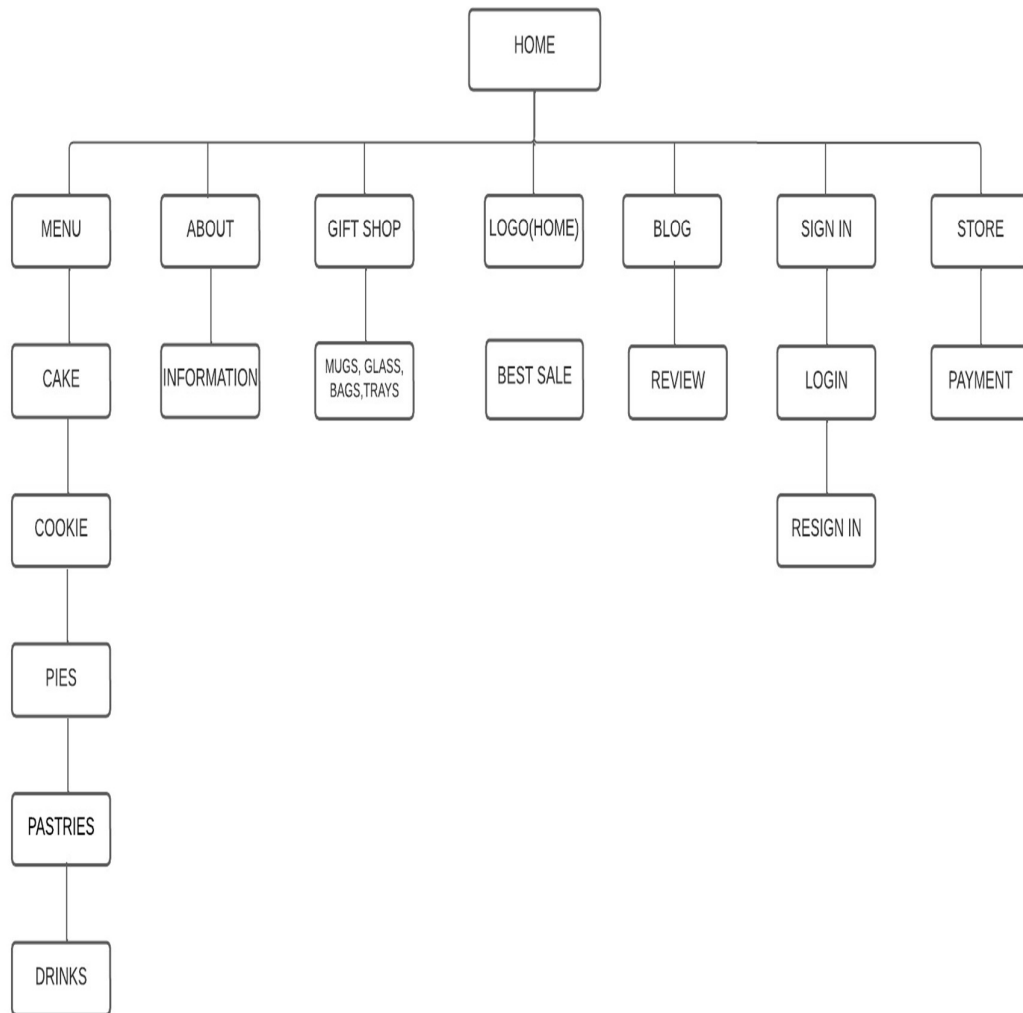 HOME
MENU
ABOUT
GIFT SHOP
LOGO(HOME)
BLOG
SIGN IN
STORE
CAKE
INFORMATION
MUGS, GLASS,
BAGS,TRAYS
BEST SALE
REVIEW
LOGIN
PAYMENT
COOKIE
RESIGN IN
PIES
PASTRIES
DRINKS